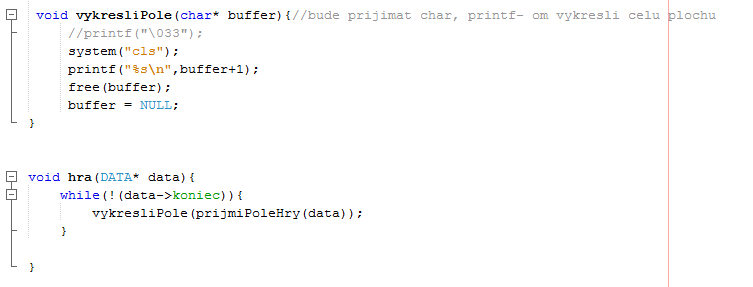 void vykresliPole(char* buffer){//bude prijimat char, printf- om vykresli celu plochu
//printf("\033");
system("cls");
printf("%s\n",buffer+1);
free(buffer);
buffer = NULL;
}
void hra(DATA* data){
while(!(data->koniec)){
vykresliPole(prijmiPoleHry(data));
}
}